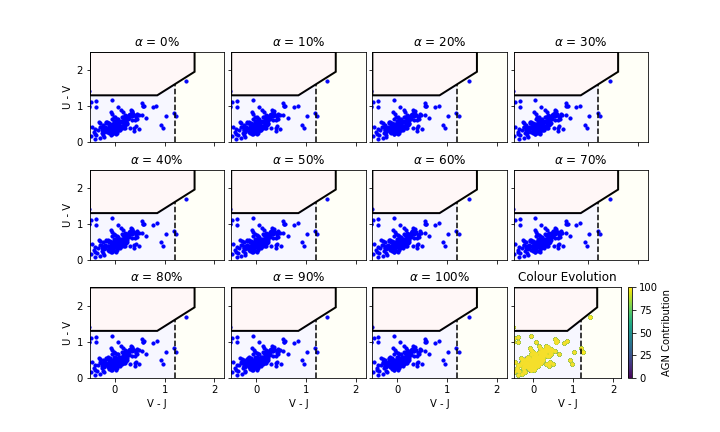 α = 0%
α = 10%
α = 20%
α = 30%
2
1
0
U - V
α = 40%
α = 50%
α = 60%
α = 70%
2
1
0
U - V
α = 80%
α = 90%
α = 100%
Colour Evolution
2
1
0
U - V
0 1 2
0 1 2
0 1 2
0 1 2
V - J
V - J
V - J
V - J
100
75
50
25
0
AGN Contribution